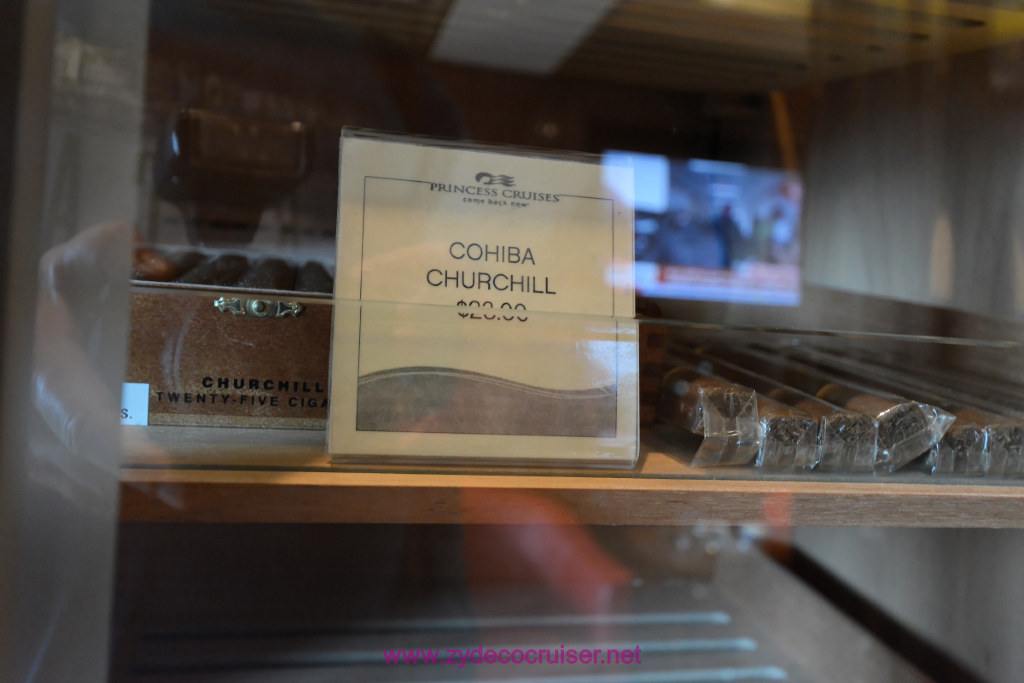 PRINCESS CRUISES
come back new
COHIBA
CHURCHILL
CHURCHILL
TWENTY-FIVE CIGA
s.
www.zydecocruiser.net